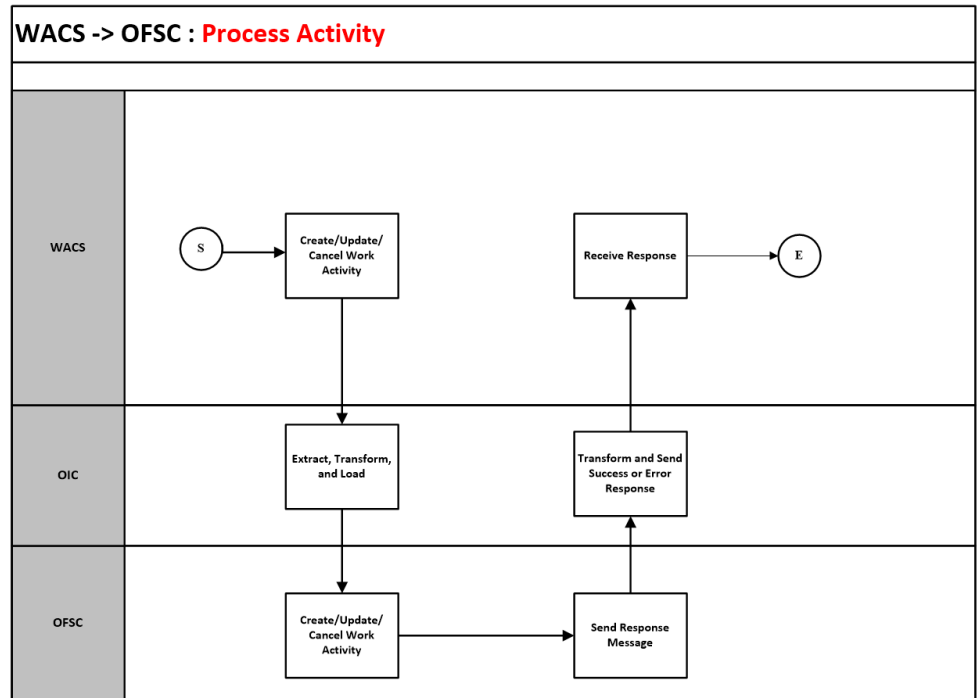 WACS -> OFSC : Process Activity
WACS
S
Create/Update/
Cancel Work
Activity
Receive Response
E
OIC
Extract, Transform,
and Load
Transform and Send
Success or Error
Response
OFSC
Create/Update/
Cancel Work
Activity
Send Response
Message